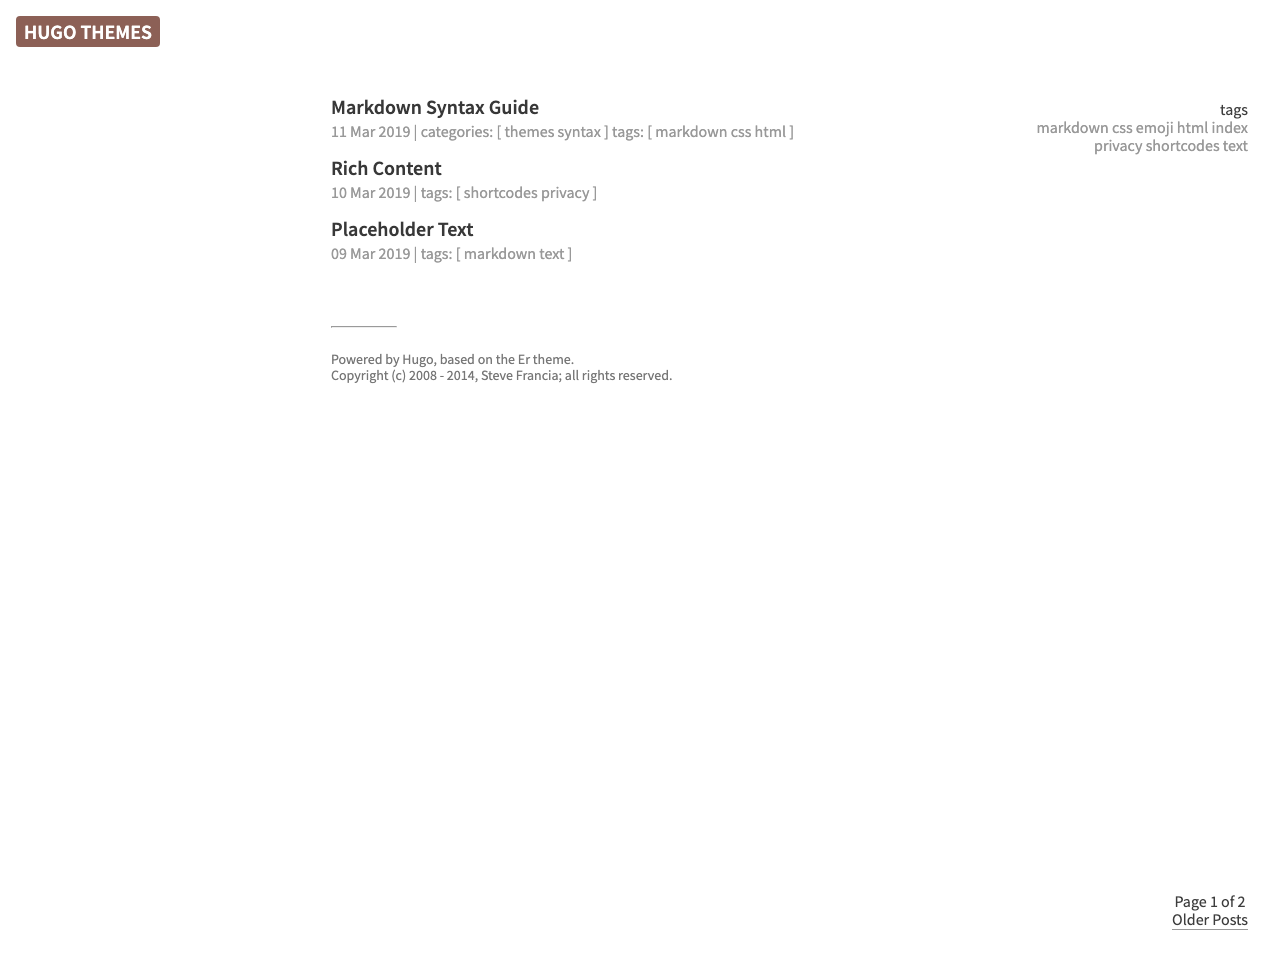 HUGO THEMES
Markdown Syntax Guide
11 Mar 2019 | categories: [ themes syntax ] tags: [ markdown css html ]
Rich Content
10 Mar 2019 | tags: [ shortcodes privacy ]
Placeholder Text
09 Mar 2019 | tags: [ markdown text ]
Powered by Hugo, based on the Er theme.
Copyright (c) 2008 - 2014, Steve Francia; all rights reserved.
tags
markdown css emoji html index
privacy shortcodes text
Page 1 of 2
Older Posts